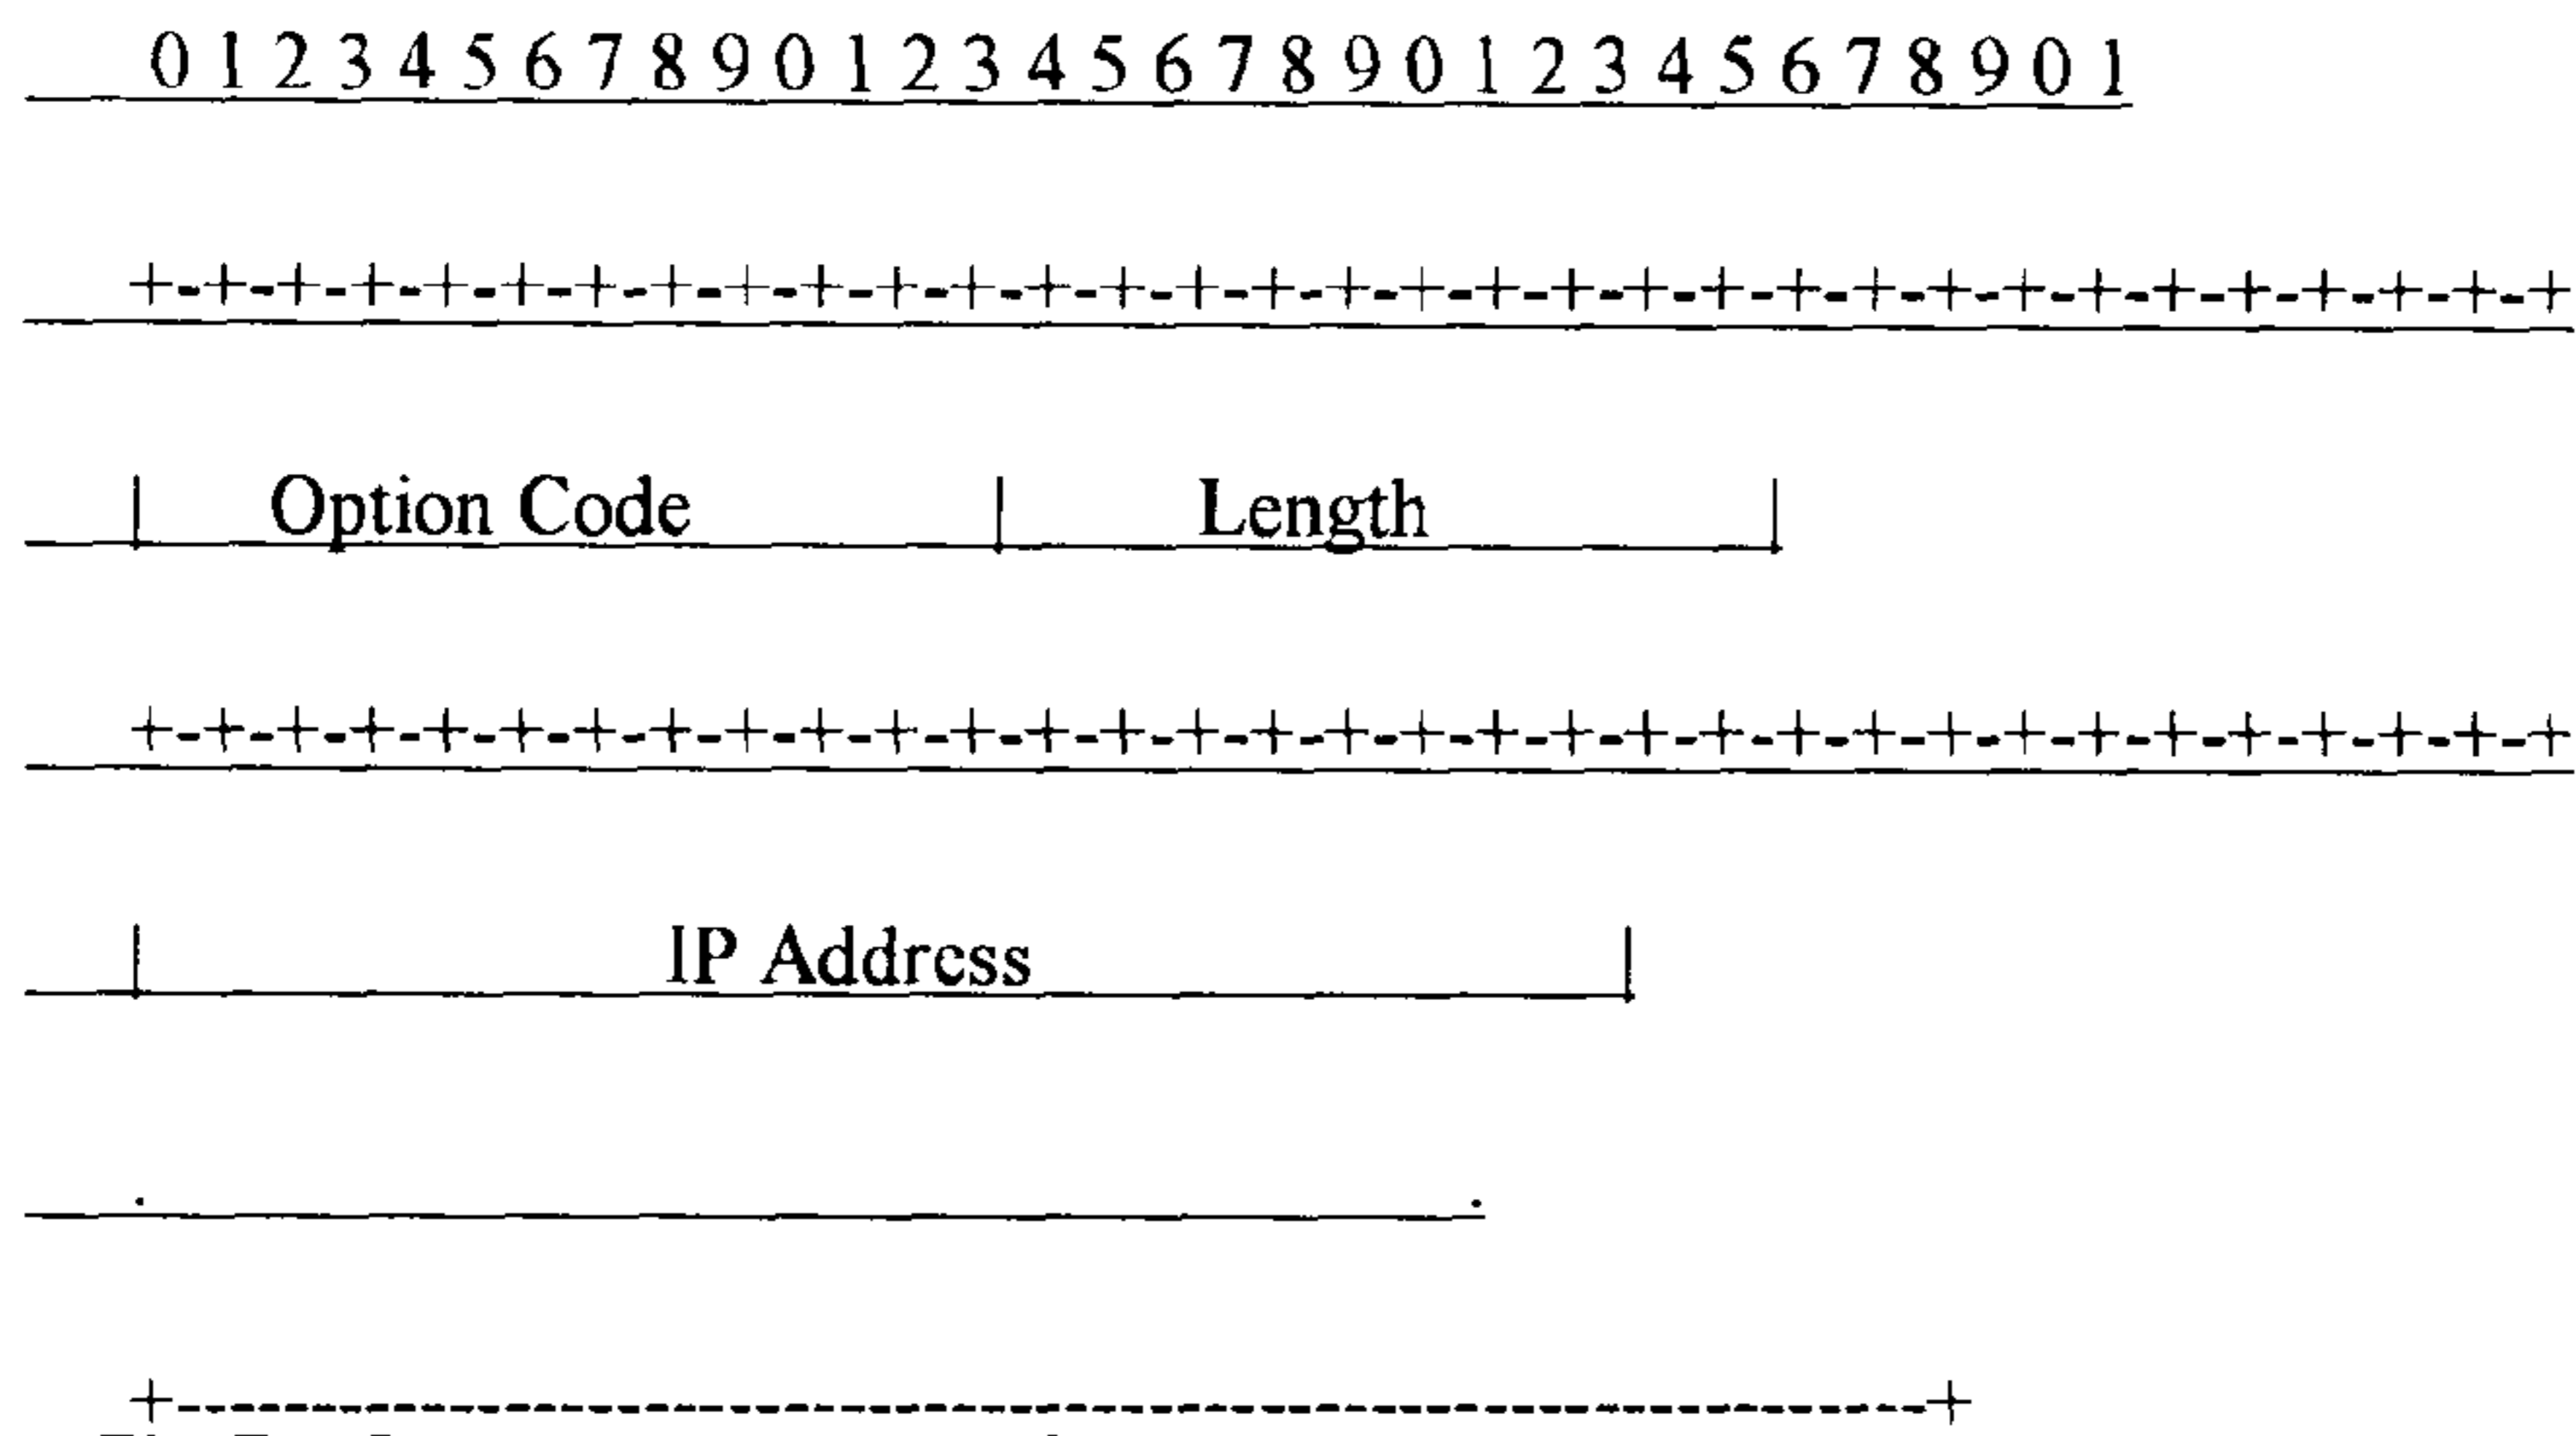 0 1 2 3 4 5 6 7 8 9 0 1 2 3 4 5 6 7 8 9 0 1 2 3 4 5 6 7 8 9 0 1
+-+-+-+-+-+-+-+-+-+-+-+-+-+-+-+-+-+-+-+-+-+-+-+-+-+-+-+-+-+-+-+-+
| Option Code | Length |
+-+-+-+-+-+-+-+-+-+-+-+-+-+-+-+-+-+-+-+-+-+-+-+-+-+-+-+-+-+-+-+-+
| IP Address |
. .
+---------------------------------------------+